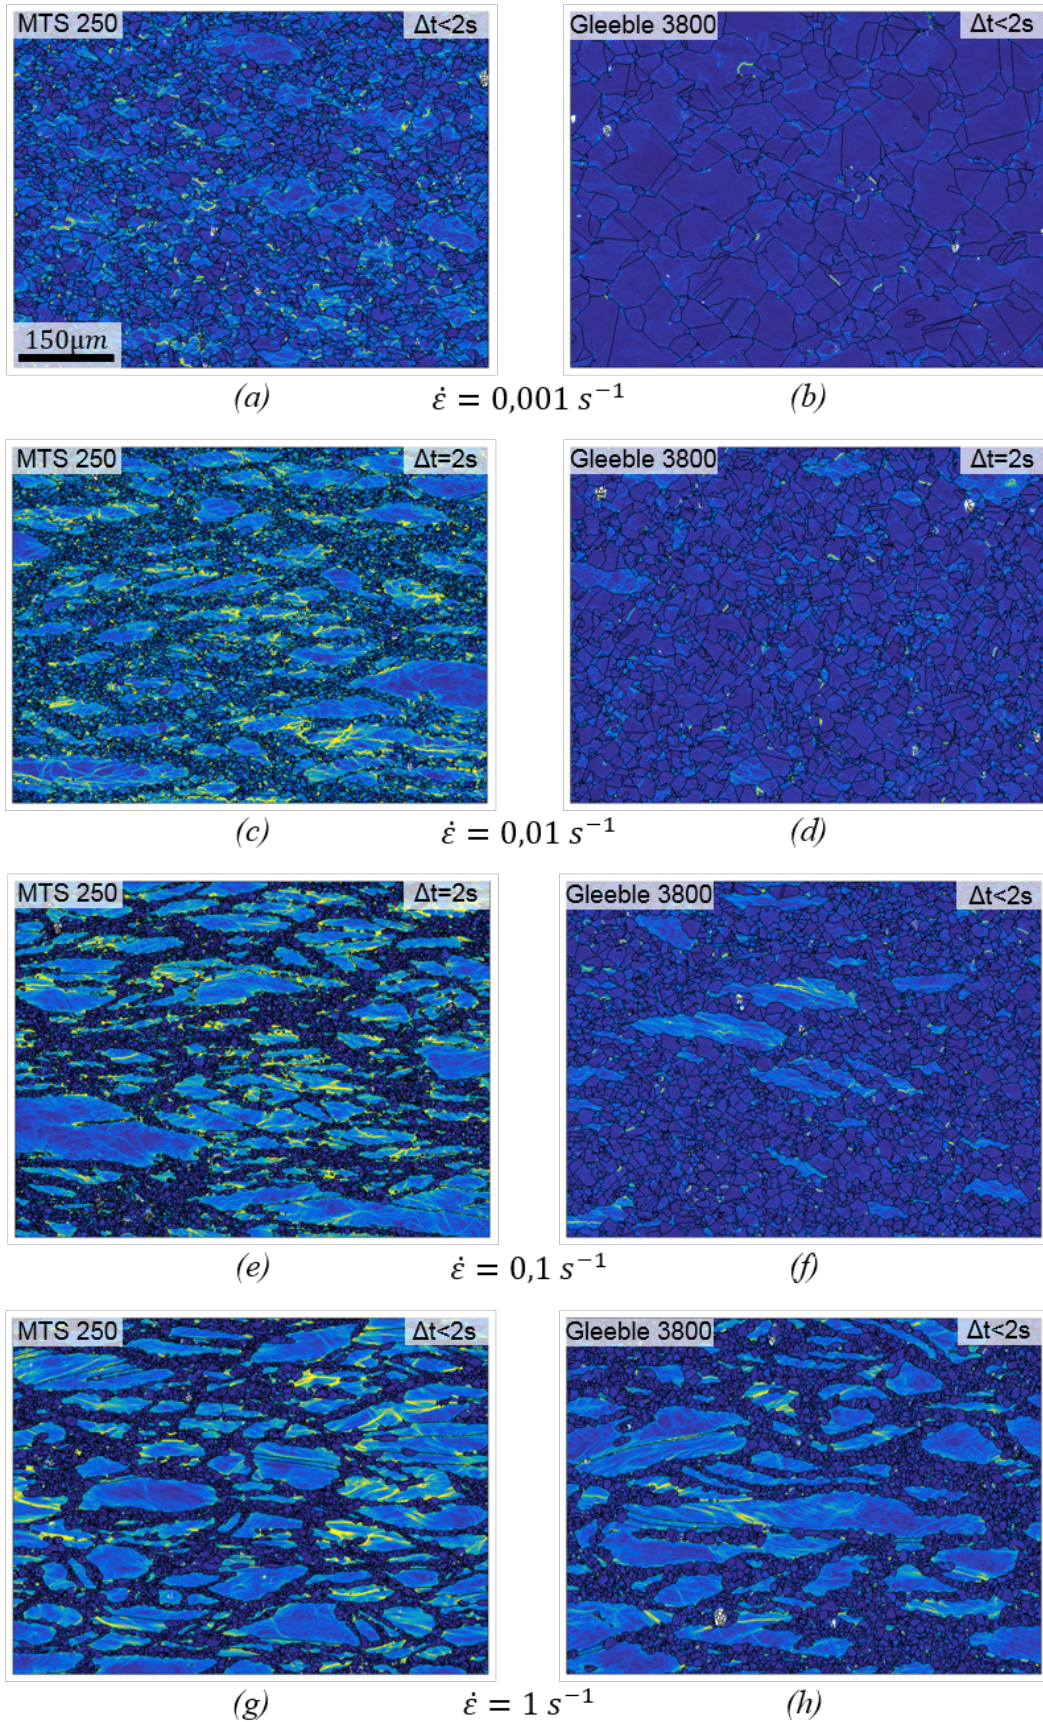 MTS 250 Δt<2s Gleeble 3800 Δt<2s
150μm
(a) ε̇ = 0,001 s⁻¹ (b)
MTS 250 Δt=2s Gleeble 3800 Δt=2s
(c) ε̇ = 0,01 s⁻¹ (d)
MTS 250 Δt=2s Gleeble 3800 Δt<2s
(e) ε̇ = 0,1 s⁻¹ (f)
MTS 250 Δt<2s Gleeble 3800 Δt<2s
(g) ε̇ = 1 s⁻¹ (h)